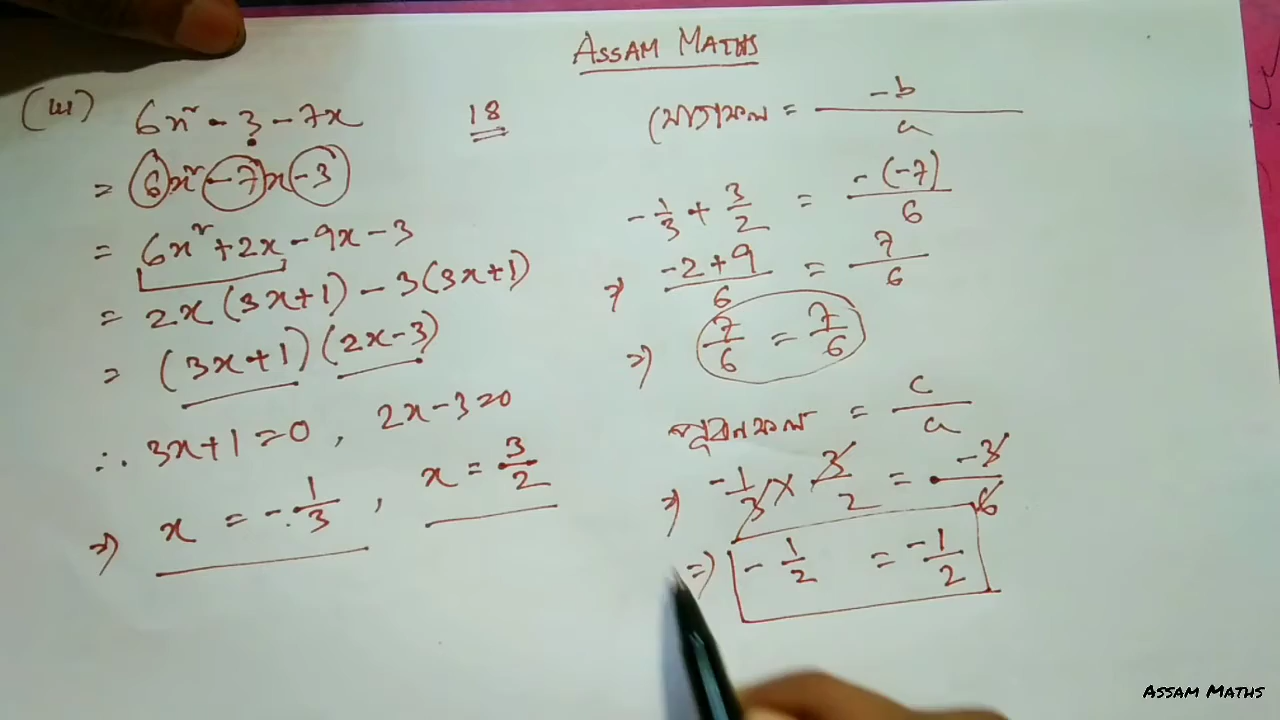 ASSAM MATHS
(iii) 6x² - 3 - 7x
18
= 6x² - 7x - 3
= 6x² + 2x - 9x - 3
= 2x (3x+1) - 3(3x+1)
= (3x+1) (2x-3)
∴ 3x+1=0, 2x-3=0
⇒ x = -1/3, x = 3/2
যোগফল = -b/a
-1/3 + 3/2 = -(-7)/6
⇒ -2+9/6 = 7/6
⇒ 7/6 = 7/6
পূৰণফল = c/a
⇒ -1/3 × 3/2 = -3/6
⇒ -1/2 = -1/2
ASSAM MATHS